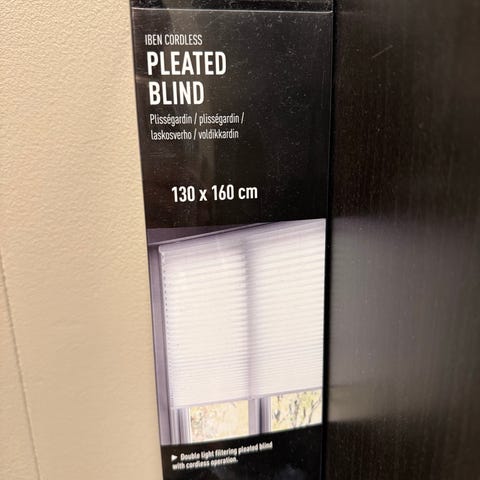 IBEN CORDLESS
PLEATED
BLIND
Plisségardin / plisségardin /
laskosverho / voldikkardin
130 x 160 cm
► Double light filtering pleated blind
with cordless operation.